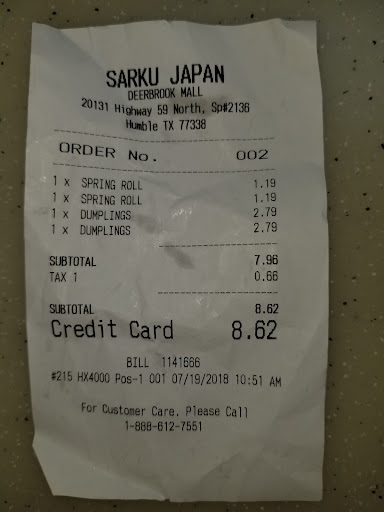 SARKU JAPAN
DEERBROOK MALL
20131 Highway 59 North, Sp#2136
Humble TX 77338
ORDER No. 002
1 x SPRING ROLL 1.19
1 x SPRING ROLL 1.19
1 x DUMPLINGS 2.79
1 x DUMPLINGS 2.79
SUBTOTAL 7.96
TAX 1 0.66
SUBTOTAL 8.62
Credit Card 8.62
BILL 1141666
#215 HX4000 Pos-1 001 07/19/2018 10:51 AM
For Customer Care, Please Call
1-888-612-7551